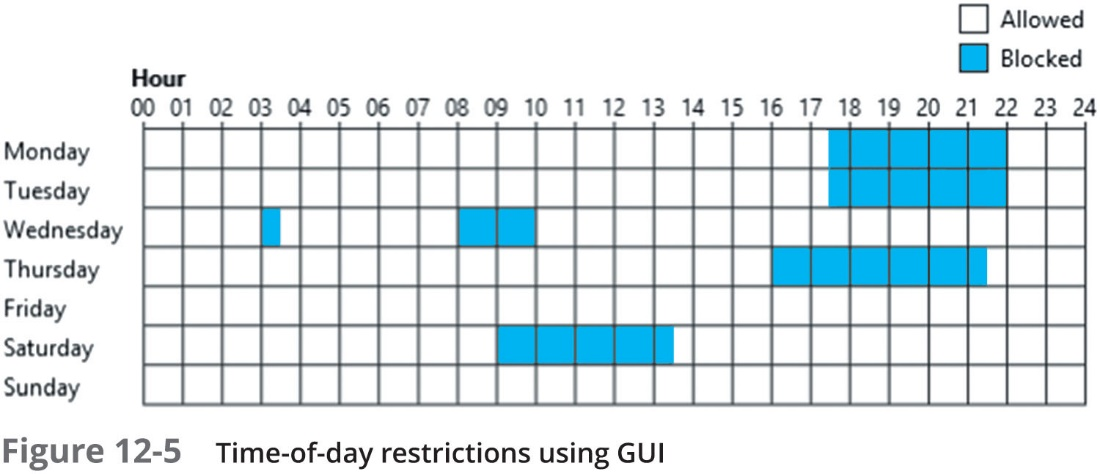 Allowed
Blocked
Hour
00 01 02 03 04 05 06 07 08 09 10 11 12 13 14 15 16 17 18 19 20 21 22 23 24
Monday
Tuesday
Wednesday
Thursday
Friday
Saturday
Sunday
Figure 12-5 Time-of-day restrictions using GUI